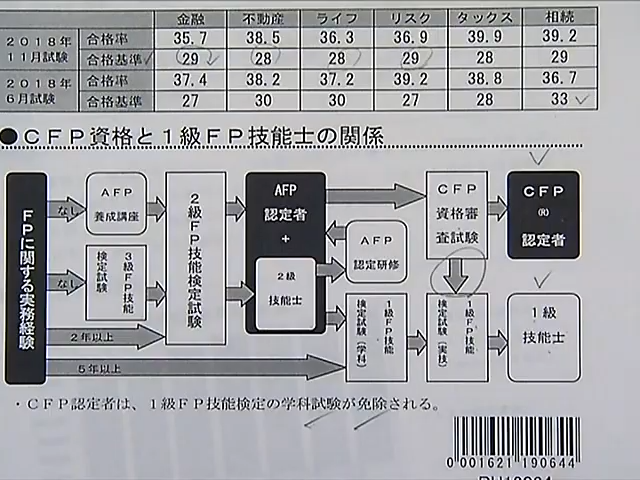 金融 不動産 ライフ リスク タックス 相続
2018年 11月試験 合格率 35.7 38.5 36.3 36.9 39.9 39.2
合格基準 29 28 28 29 28 29
2018年 6月試験 合格率 37.4 38.2 37.2 39.2 38.8 36.7
合格基準 27 30 30 27 28 33
●CFP資格と1級FP技能士の関係
FPに関する実務経験
なし
AFP
養成講座
なし
3級FP技能
検定試験
2年以上
5年以上
2級FP技能検定試験
AFP
認定者
+
2級
技能士
AFP
認定研修
1級FP技能
検定試験(学科)
CFP
資格審
査試験
1級FP技能
検定試験(実技)
CFP
(R)
認定者
1級
技能士
・CFP認定者は、1級FP技能検定の学科試験が免除される。
0 001621 190644